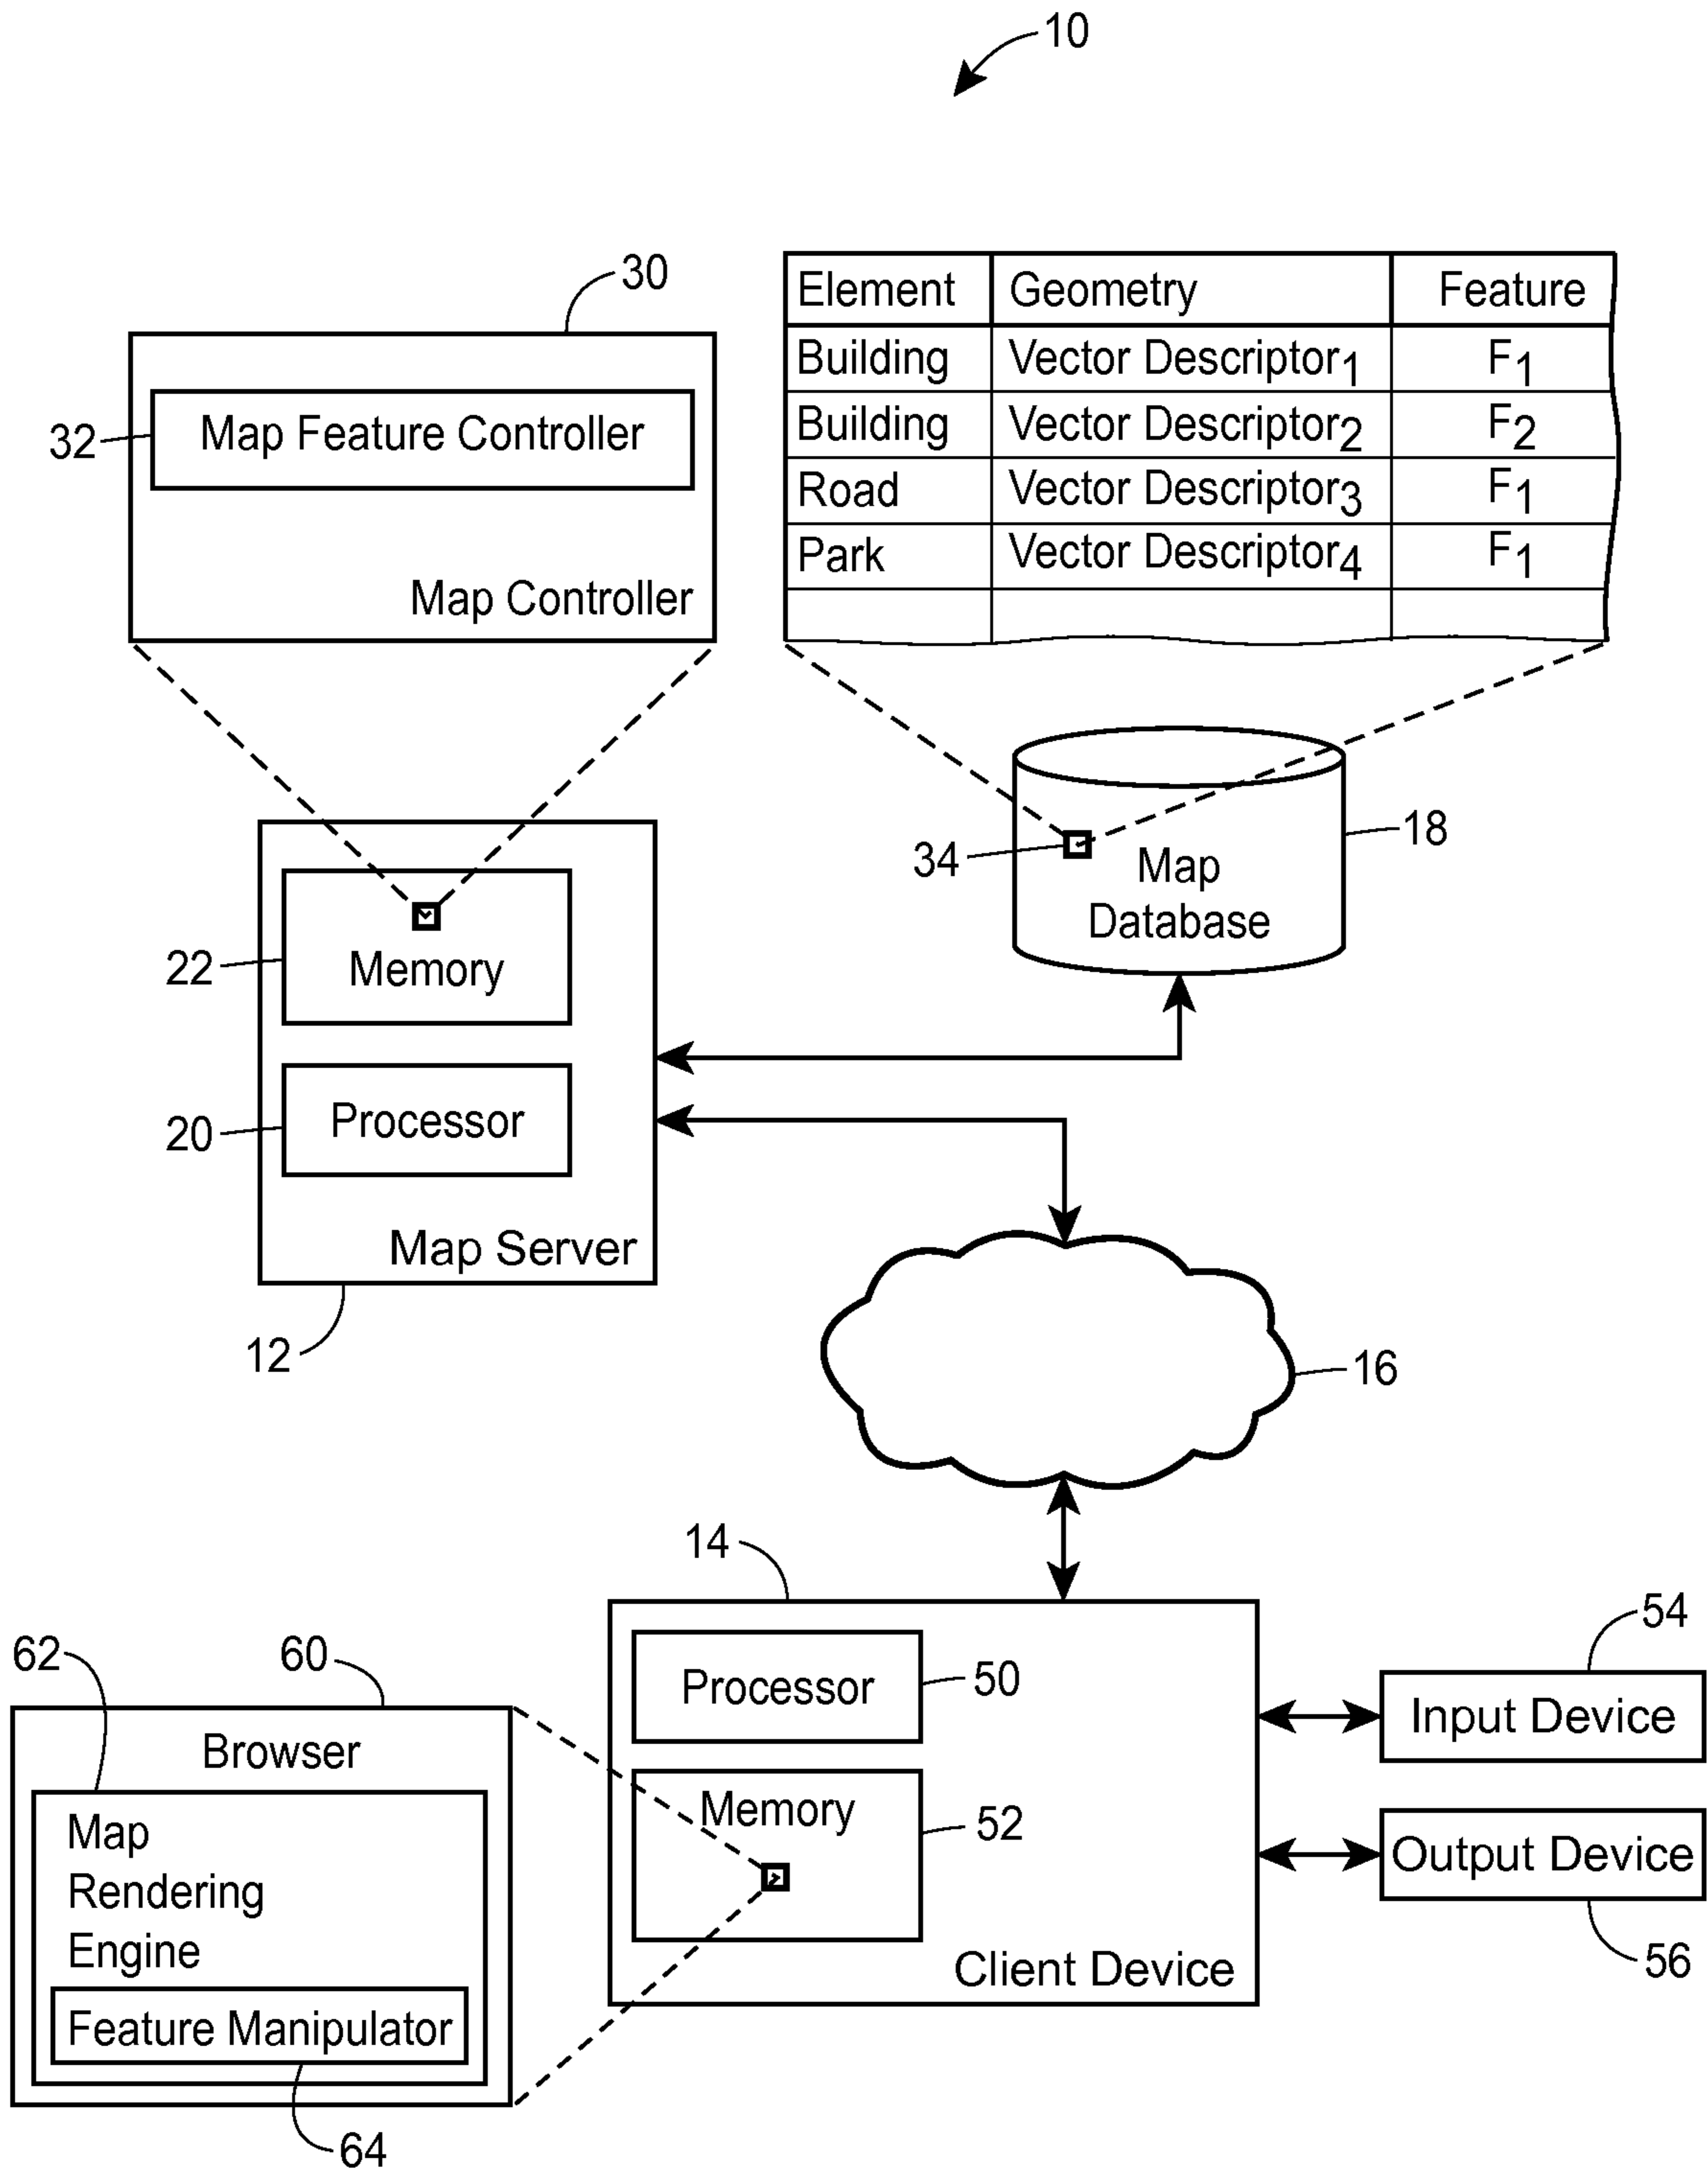 10
30
Element Geometry Feature
Building Vector Descriptor1 F1
Building Vector Descriptor2 F2
Road Vector Descriptor3 F1
Park Vector Descriptor4 F1
32
Map Feature Controller
Map Controller
18
34
Map
Database
22
Memory
20
Processor
Map Server
12
16
14
Processor
50
Memory
52
Client Device
54
Input Device
Output Device
56
62
60
Browser
Map
Rendering
Engine
Feature Manipulator
64